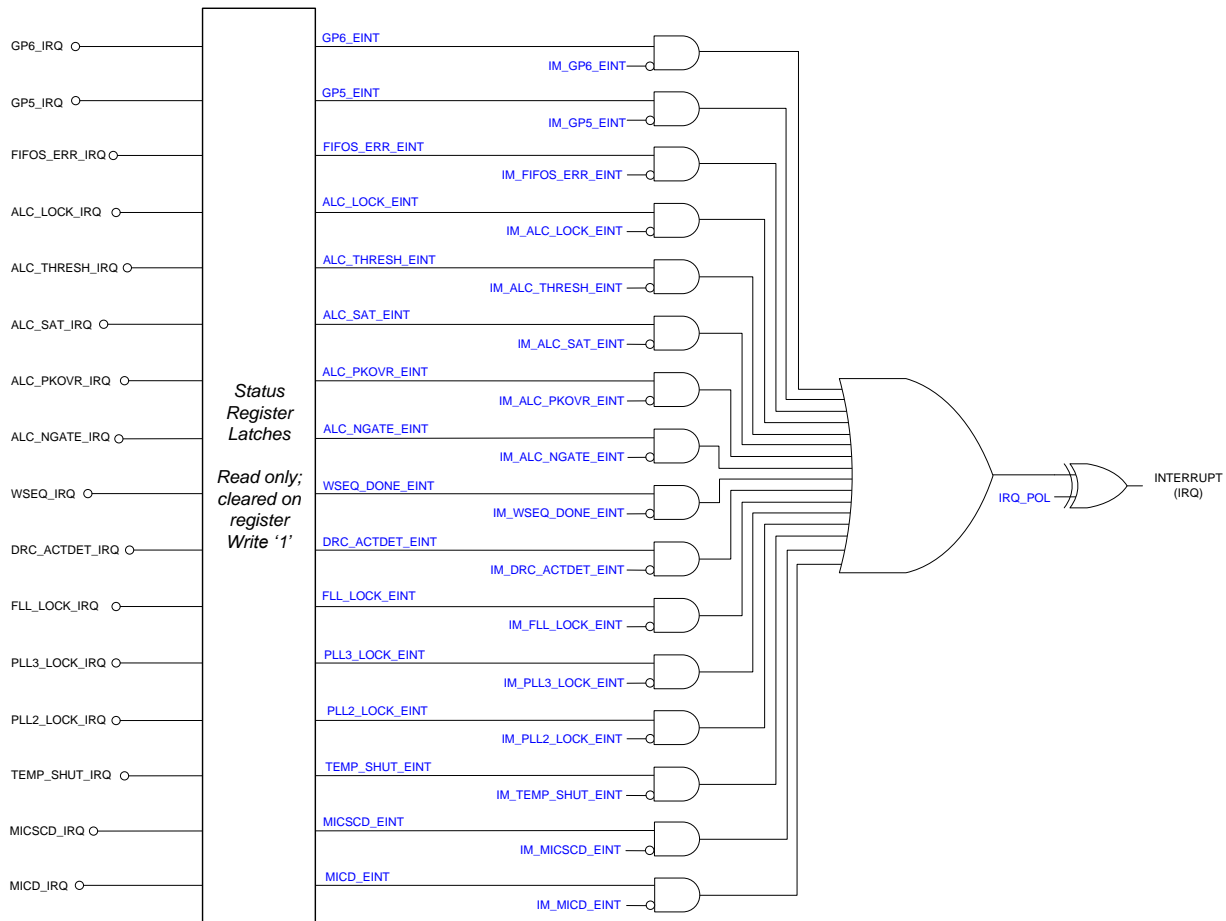 GP6_IRQ
GP6_EINT
IM_GP6_EINT
GP5_IRQ
GP5_EINT
IM_GP5_EINT
FIFOS_ERR_IRQ
FIFOS_ERR_EINT
IM_FIFOS_ERR_EINT
ALC_LOCK_IRQ
ALC_LOCK_EINT
IM_ALC_LOCK_EINT
ALC_THRESH_IRQ
ALC_THRESH_EINT
IM_ALC_THRESH_EINT
ALC_SAT_IRQ
ALC_SAT_EINT
IM_ALC_SAT_EINT
ALC_PKOVR_IRQ
ALC_PKOVR_EINT
IM_ALC_PKOVR_EINT
ALC_NGATE_IRQ
ALC_NGATE_EINT
IM_ALC_NGATE_EINT
WSEQ_IRQ
WSEQ_DONE_EINT
IM_WSEQ_DONE_EINT
DRC_ACTDET_IRQ
DRC_ACTDET_EINT
IM_DRC_ACTDET_EINT
FLL_LOCK_IRQ
FLL_LOCK_EINT
IM_FLL_LOCK_EINT
PLL3_LOCK_IRQ
PLL3_LOCK_EINT
IM_PLL3_LOCK_EINT
PLL2_LOCK_IRQ
PLL2_LOCK_EINT
IM_PLL2_LOCK_EINT
TEMP_SHUT_IRQ
TEMP_SHUT_EINT
IM_TEMP_SHUT_EINT
MICSCD_IRQ
MICSCD_EINT
IM_MICSCD_EINT
MICD_IRQ
MICD_EINT
IM_MICD_EINT
Status
Register
Latches
Read only;
cleared on
register
Write ‘1’
IRQ_POL
INTERRUPT
(IRQ)